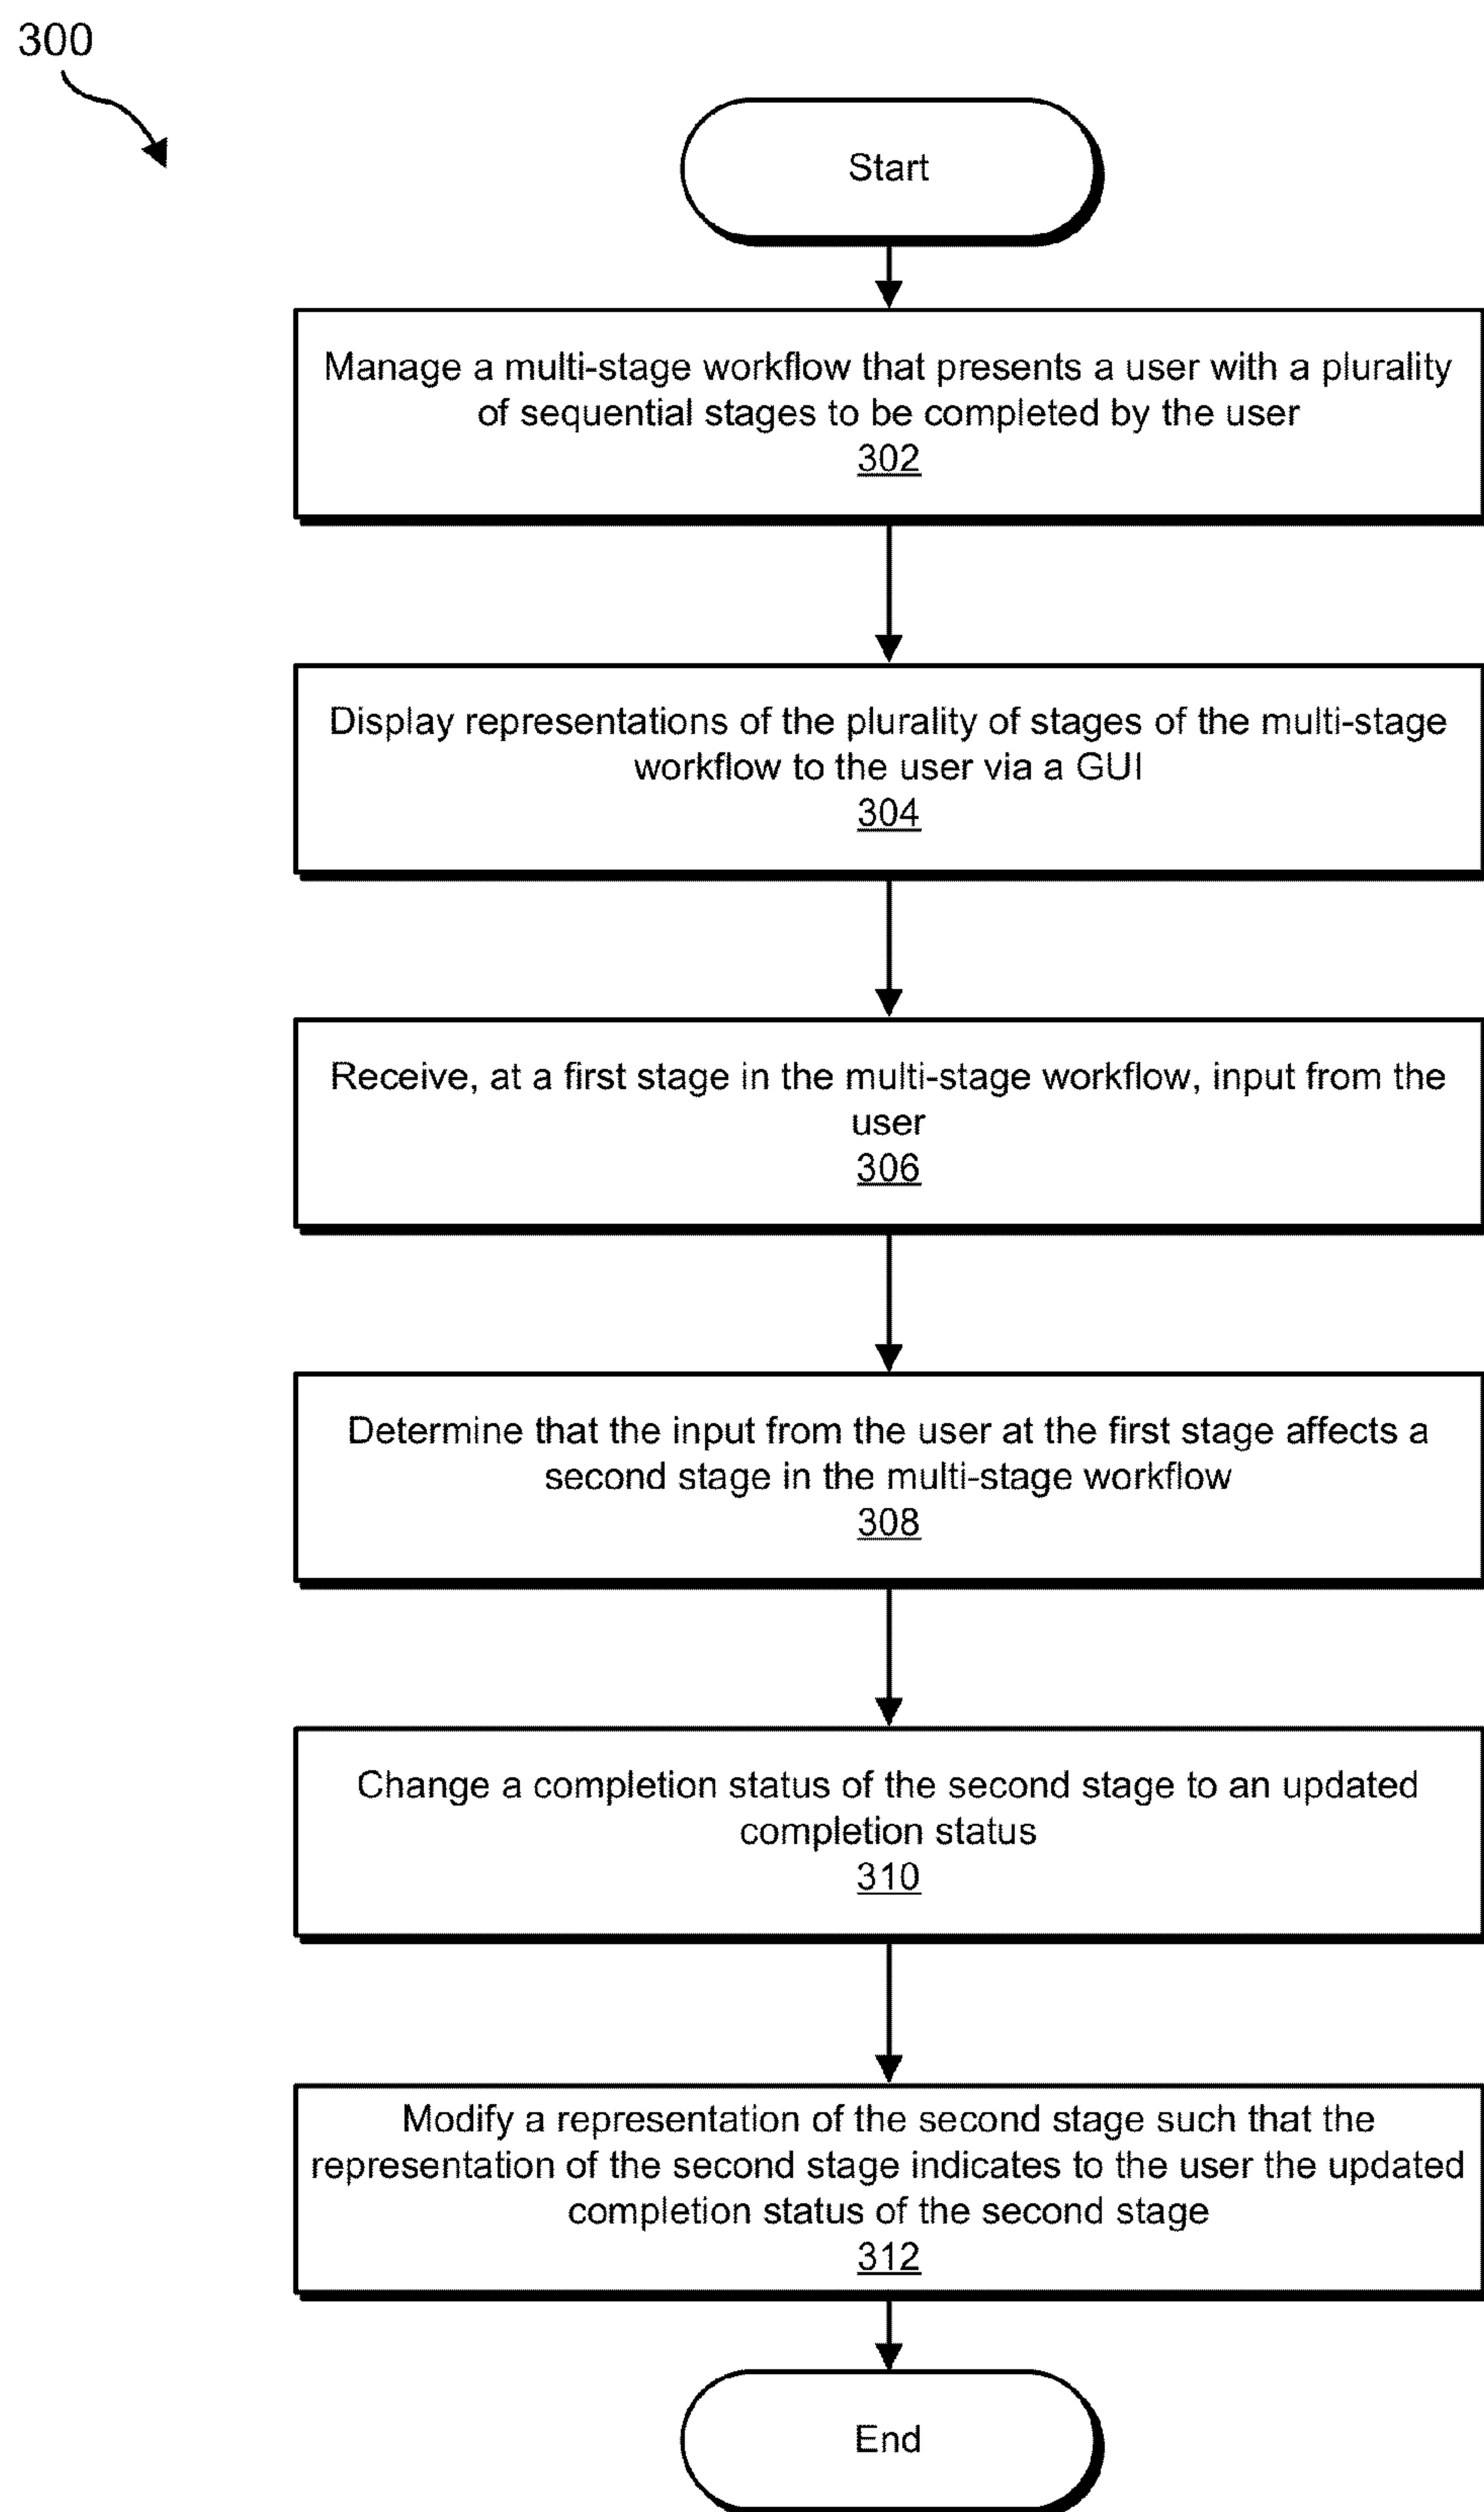 300
Start
Manage a multi-stage workflow that presents a user with a plurality
of sequential stages to be completed by the user
302
Display representations of the plurality of stages of the multi-stage
workflow to the user via a GUI
304
Receive, at a first stage in the multi-stage workflow, input from the
user
306
Determine that the input from the user at the first stage affects a
second stage in the multi-stage workflow
308
Change a completion status of the second stage to an updated
completion status
310
Modify a representation of the second stage such that the
representation of the second stage indicates to the user the updated
completion status of the second stage
312
End